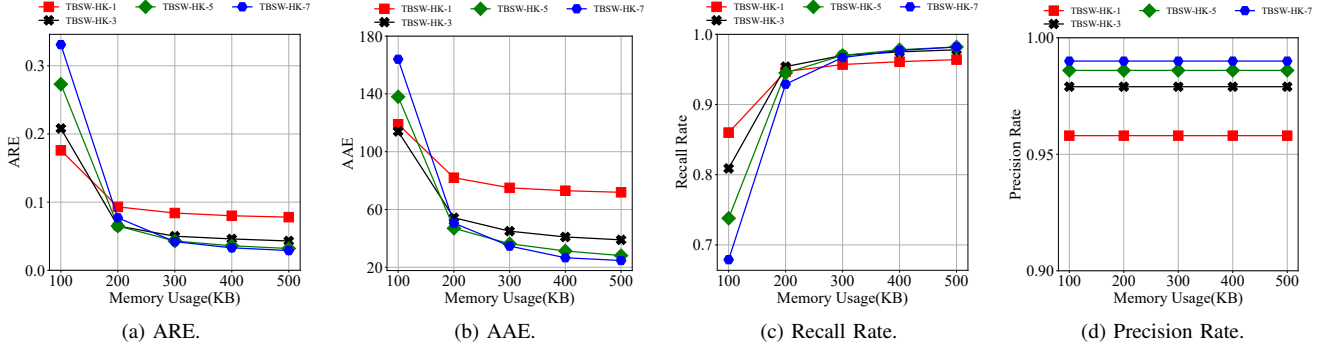 TBSW-HK-1 TBSW-HK-5 TBSW-HK-7
TBSW-HK-3
0.3
0.2
0.1
0.0
ARE
100 200 300 400 500
Memory Usage(KB)
(a) ARE.
TBSW-HK-1 TBSW-HK-5 TBSW-HK-7
TBSW-HK-3
180
140
100
60
20
AAE
100 200 300 400 500
Memory Usage(KB)
(b) AAE.
TBSW-HK-1 TBSW-HK-5 TBSW-HK-7
TBSW-HK-3
1.0
0.9
0.8
0.7
Recall Rate
100 200 300 400 500
Memory Usage(KB)
(c) Recall Rate.
TBSW-HK-1 TBSW-HK-5 TBSW-HK-7
TBSW-HK-3
1.00
0.95
0.90
Precision Rate
100 200 300 400 500
Memory Usage(KB)
(d) Precision Rate.